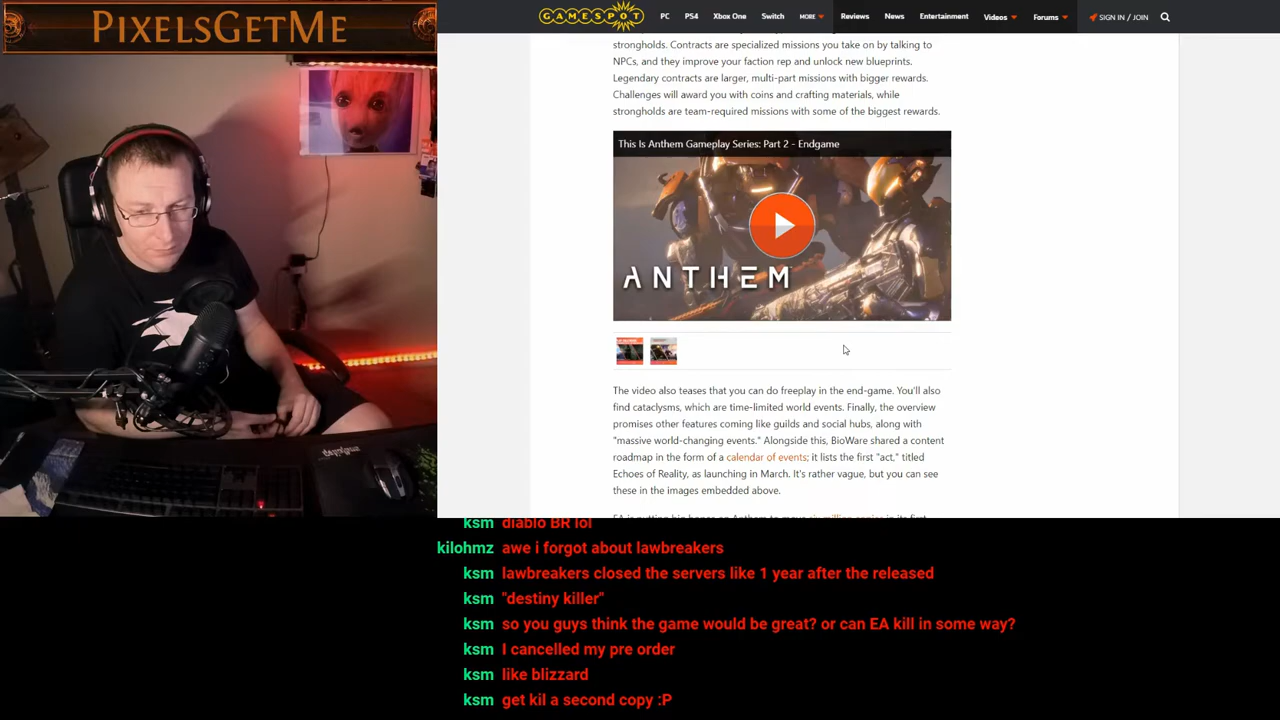 PIXELSGETME
GAMESPOT
PC PS4 Xbox One Switch MORE Reviews News Entertainment Videos Forums SIGN IN / JOIN
strongholds. Contracts are specialized missions you take on by talking to
NPCs, and they improve your faction rep and unlock new blueprints.
Legendary contracts are larger, multi-part missions with bigger rewards.
Challenges will award you with coins and crafting materials, while
strongholds are team-required missions with some of the biggest rewards.
This Is Anthem Gameplay Series: Part 2 - Endgame
ANTHEM
The video also teases that you can do freeplay in the end-game. You'll also
find cataclysms, which are time-limited world events. Finally, the overview
promises other features coming like guilds and social hubs, along with
"massive world-changing events." Alongside this, BioWare shared a content
roadmap in the form of a calendar of events; it lists the first "act," titled
Echoes of Reality, as launching in March. It's rather vague, but you can see
these in the images embedded above.
ksm diablo BR lol
kilohmz awe i forgot about lawbreakers
ksm lawbreakers closed the servers like 1 year after the released
ksm "destiny killer"
ksm so you guys think the game would be great? or can EA kill in some way?
ksm I cancelled my pre order
ksm like blizzard
ksm get kil a second copy :P